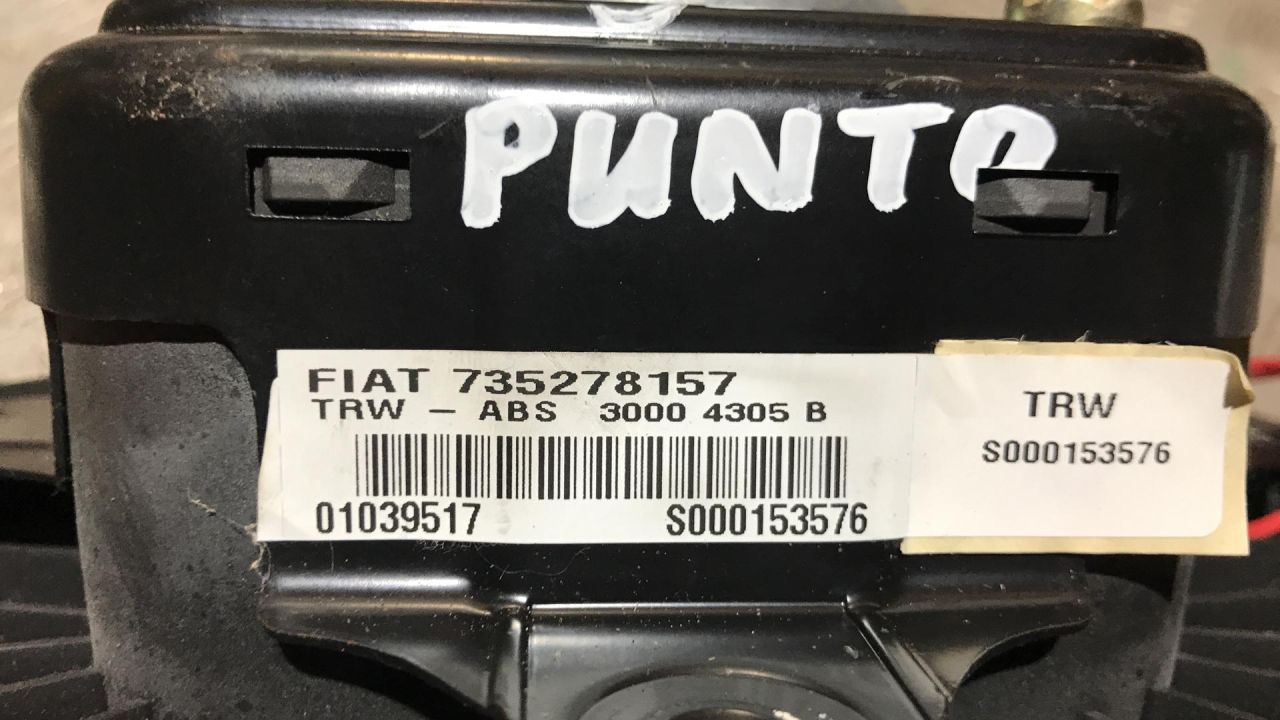 PUNTO
FIAT 735278157
TRW - ABS 3000 4305 B
01039517 S000153576
TRW
S000153576